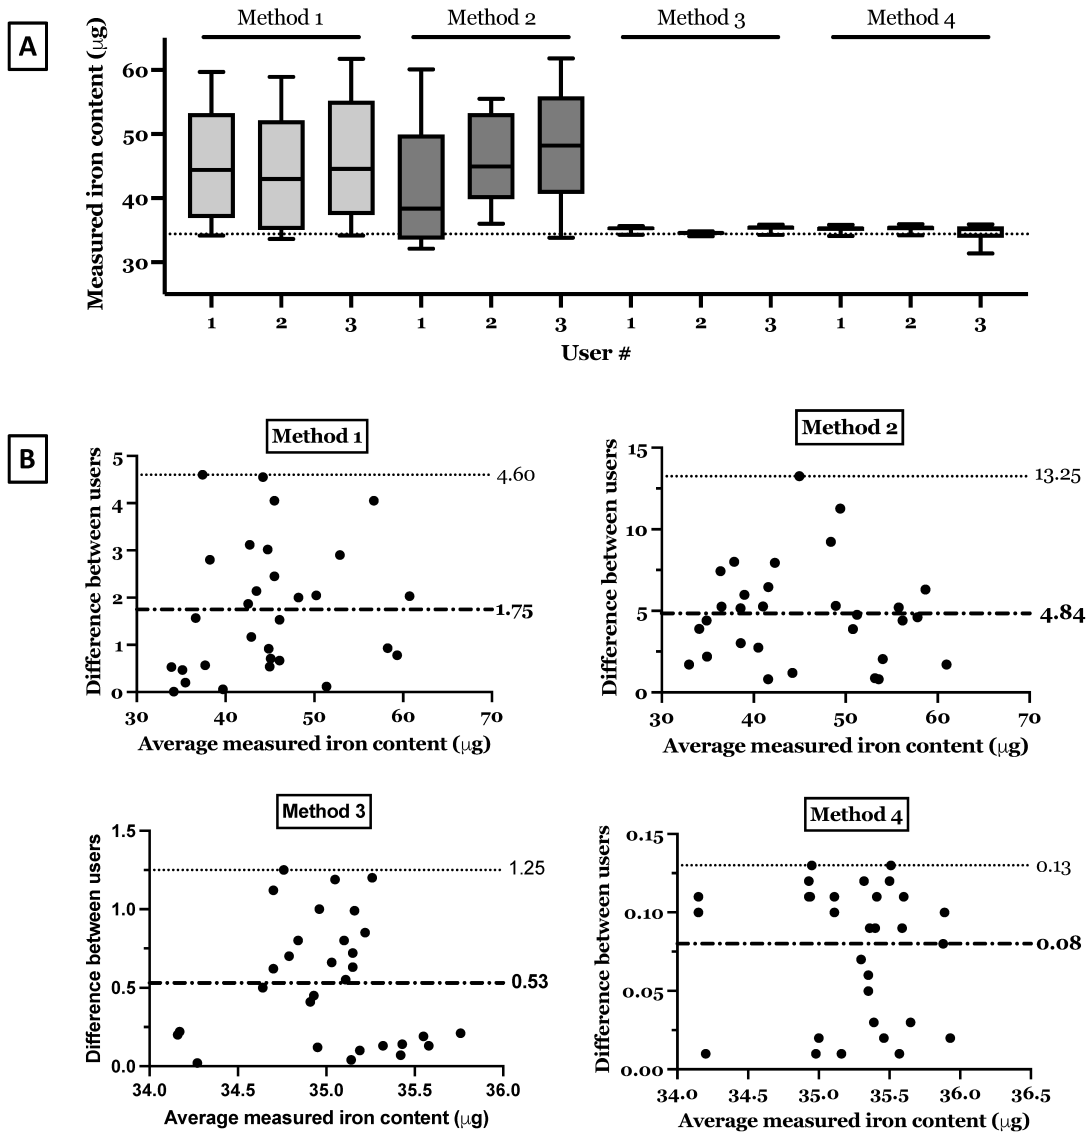 A
Method 1 Method 2 Method 3 Method 4
Measured iron content (µg)
60
50
40
30
1 2 3 1 2 3 1 2 3 1 2 3
User #
B
Method 1
Difference between users
5
4
3
2
1
0
4.60
1.75
30 40 50 60 70
Average measured iron content (µg)
Method 2
Difference between users
15
10
5
0
13.25
4.84
30 40 50 60 70
Average measured iron content (µg)
Method 3
Difference between users
1.5
1.0
0.5
0.0
1.25
0.53
34.0 34.5 35.0 35.5 36.0
Average measured iron content (µg)
Method 4
Difference between users
0.15
0.10
0.05
0.00
0.13
0.08
34.0 34.5 35.0 35.5 36.0 36.5
Average measured iron content (µg)